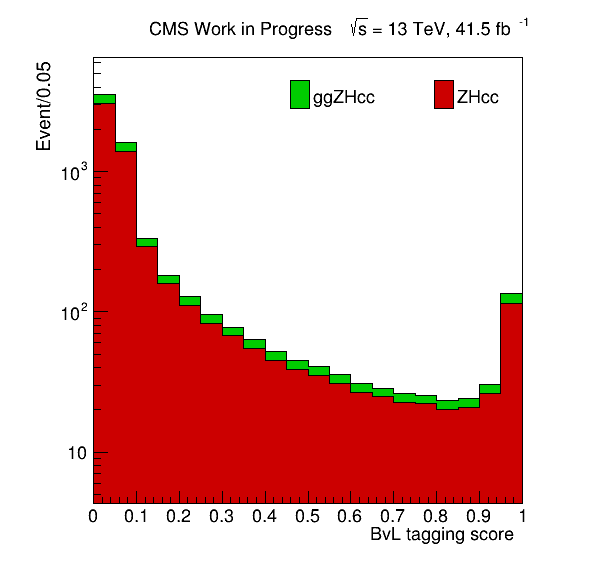 CMS Work in Progress √s = 13 TeV, 41.5 fb⁻¹
Event/0.05
ggZHcc ZHcc
10³
10²
10
0 0.1 0.2 0.3 0.4 0.5 0.6 0.7 0.8 0.9 1
BvL tagging score